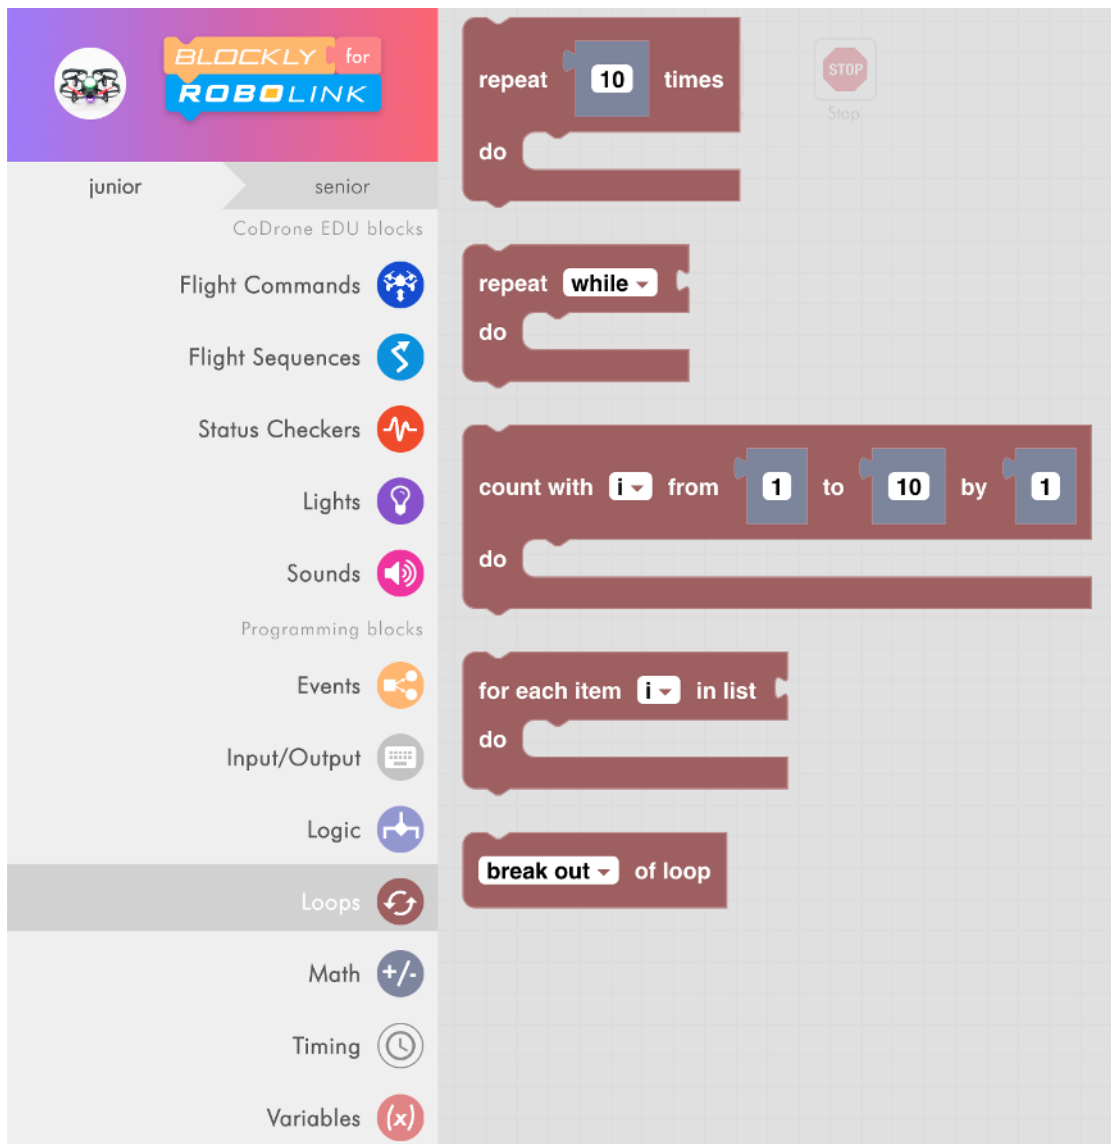 BLOCKLY for
ROBOLINK
junior
senior
CoDrone EDU blocks
Flight Commands
Flight Sequences
Status Checkers
Lights
Sounds
Programming blocks
Events
Input/Output
Logic
Loops
Math +/-
Timing
Variables (x)
repeat 10 times
do
repeat while
do
count with i from 1 to 10 by 1
do
for each item i in list
do
break out of loop
STOP
Stop